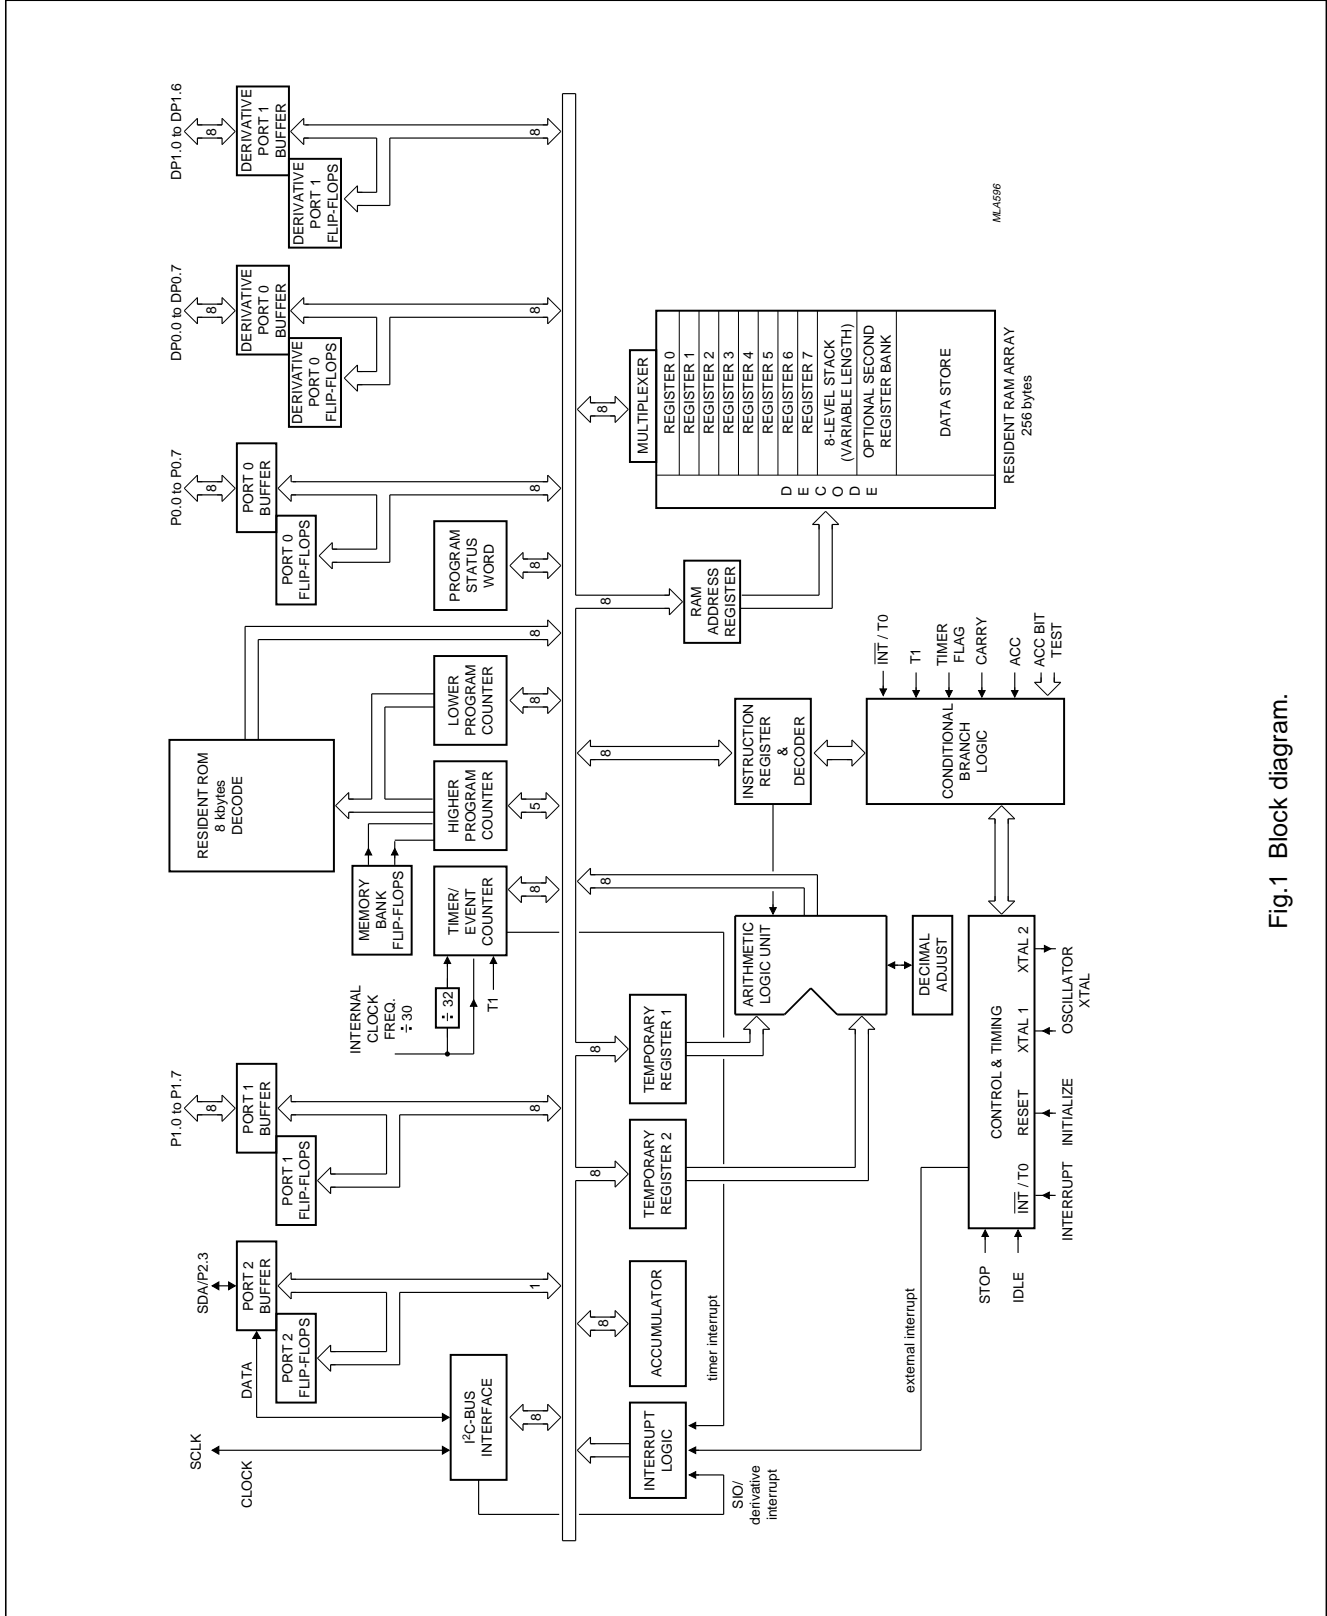 SCLK
CLOCK
DATA
SDA/P2.3
PORT 2
BUFFER
PORT 2
FLIP-FLOPS
1
I²C-BUS
INTERFACE
8
P1.0 to P1.7
8
PORT 1
BUFFER
PORT 1
FLIP-FLOPS
8
INTERNAL
CLOCK
FREQ.
÷ 30
÷ 32
T1
TIMER/
EVENT
COUNTER
8
MEMORY
BANK
FLIP-FLOPS
RESIDENT ROM
8 kbytes
DECODE
HIGHER
PROGRAM
COUNTER
5
LOWER
PROGRAM
COUNTER
8
8
PROGRAM
STATUS
WORD
8
P0.0 to P0.7
8
PORT 0
BUFFER
PORT 0
FLIP-FLOPS
8
DP0.0 to DP0.7
8
DERIVATIVE
PORT 0
BUFFER
DERIVATIVE
PORT 0
FLIP-FLOPS
8
DP1.0 to DP1.6
8
DERIVATIVE
PORT 1
BUFFER
DERIVATIVE
PORT 1
FLIP-FLOPS
8
INTERRUPT
LOGIC
SIO/
derivative
interrupt
timer interrupt
external interrupt
8
ACCUMULATOR
8
TEMPORARY
REGISTER 2
8
TEMPORARY
REGISTER 1
ARITHMETIC
LOGIC UNIT
8
DECIMAL
ADJUST
8
INSTRUCTION
REGISTER
&
DECODER
CONDITIONAL
BRANCH
LOGIC
INT / T0
T1
TIMER
FLAG
CARRY
ACC
ACC BIT
TEST
8
RAM
ADDRESS
REGISTER
8
MULTIPLEXER
DECODE
REGISTER 0
REGISTER 1
REGISTER 2
REGISTER 3
REGISTER 4
REGISTER 5
REGISTER 6
REGISTER 7
8-LEVEL STACK
(VARIABLE LENGTH)
OPTIONAL SECOND
REGISTER BANK
DATA STORE
RESIDENT RAM ARRAY
256 bytes
CONTROL & TIMING
INT / T0
RESET
XTAL 1
XTAL 2
STOP
IDLE
INTERRUPT
INITIALIZE
OSCILLATOR
XTAL
MLA596
Fig.1 Block diagram.